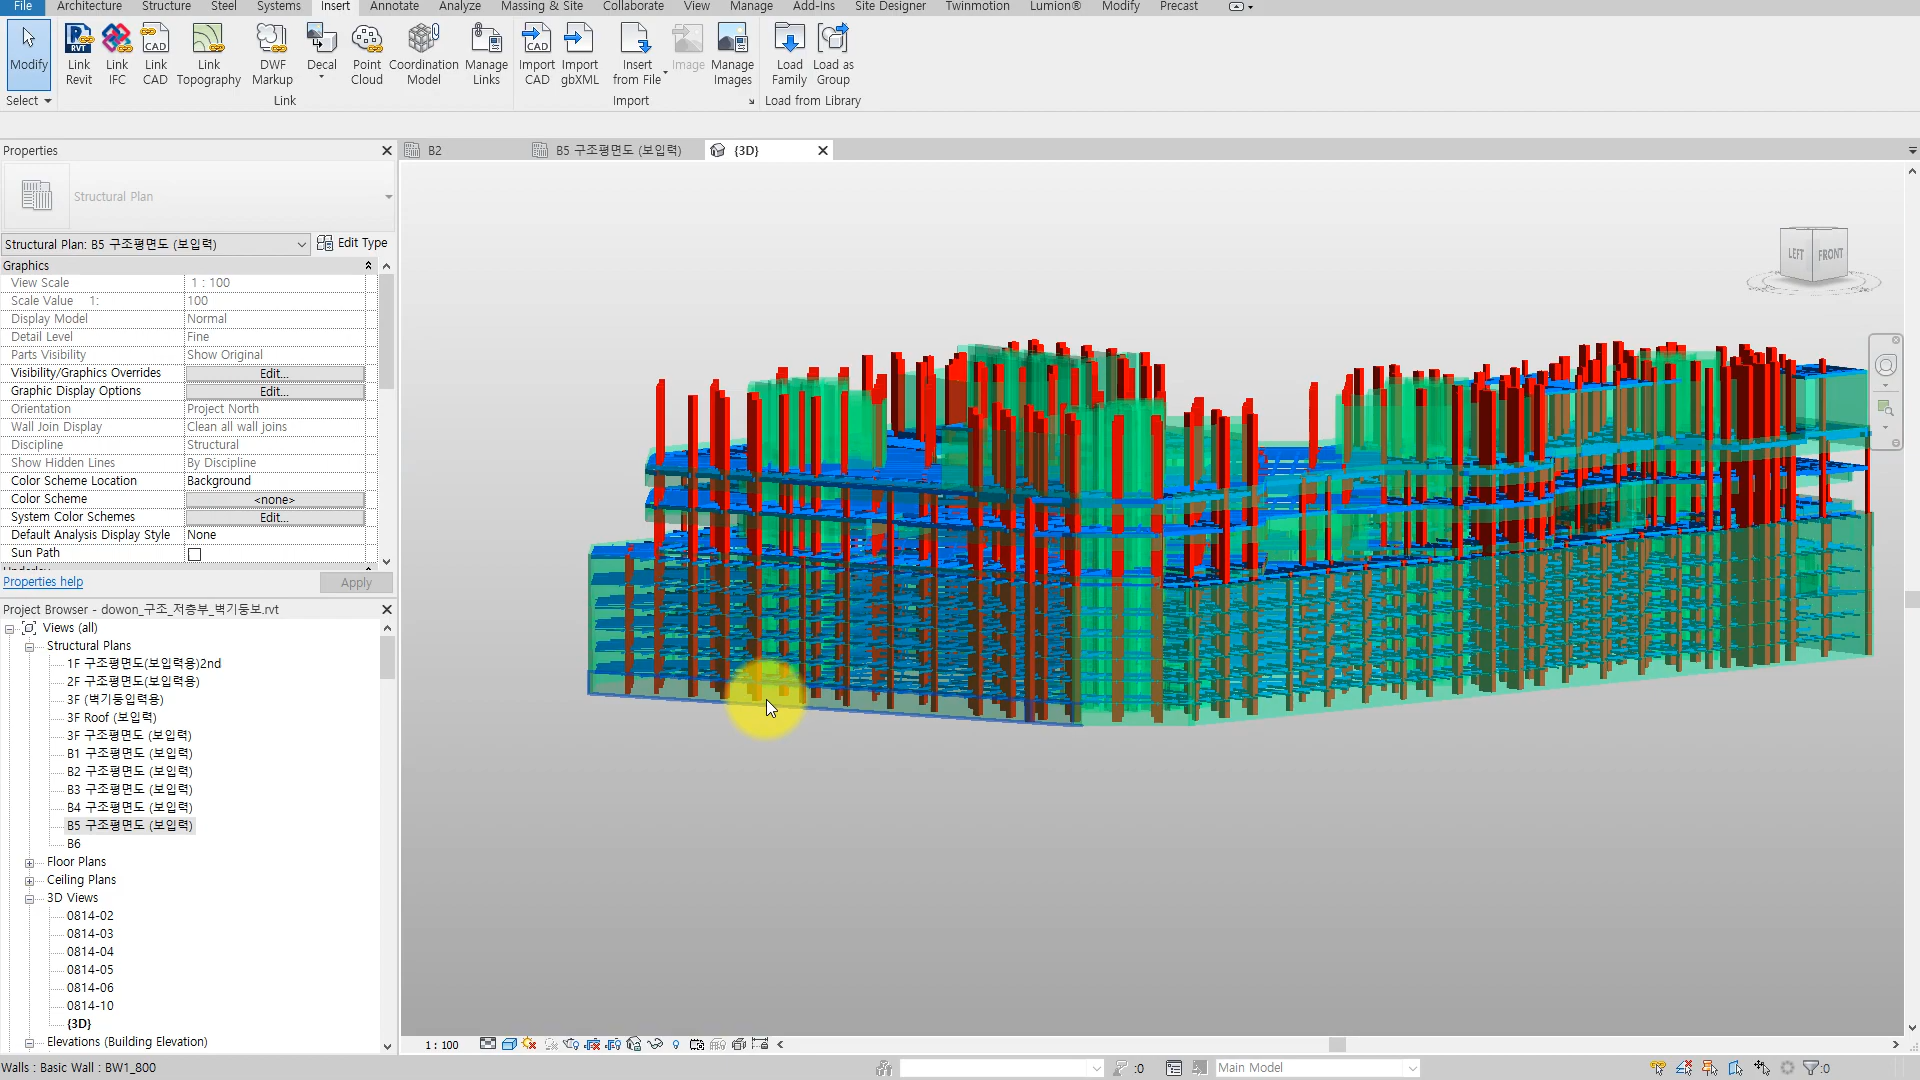 File Architecture Structure Steel Systems Insert Annotate Analyze Massing & Site Collaborate View Manage Add-Ins Site Designer Twinmotion Lumion® Modify Precast
Modify
Link Revit
Link IFC
Link CAD
Link Topography
DWF Markup
Decal
Point Cloud
Coordination Model
Manage Links
Import CAD
Import gbXML
Insert from File
Image
Manage Images
Load Family
Load as Group
Select
Link
Import
Load from Library
Properties
B2
B5 구조평면도 (보입력)
{3D}
Structural Plan
Structural Plan: B5 구조평면도 (보입력)
Edit Type
Graphics
View Scale 1 : 100
Scale Value 1: 100
Display Model Normal
Detail Level Fine
Parts Visibility Show Original
Visibility/Graphics Overrides Edit...
Graphic Display Options Edit...
Orientation Project North
Wall Join Display Clean all wall joins
Discipline Structural
Show Hidden Lines By Discipline
Color Scheme Location Background
Color Scheme <none>
System Color Schemes Edit...
Default Analysis Display Style None
Sun Path
Properties help
Apply
LEFT FRONT
Project Browser - dowon_구조_저층부_벽기둥보.rvt
Views (all)
Structural Plans
1F 구조평면도(보입력용)2nd
2F 구조평면도(보입력용)
3F (벽기둥입력용)
3F Roof (보입력)
3F 구조평면도 (보입력)
B1 구조평면도 (보입력)
B2 구조평면도 (보입력)
B3 구조평면도 (보입력)
B4 구조평면도 (보입력)
B5 구조평면도 (보입력)
B6
Floor Plans
Ceiling Plans
3D Views
0814-02
0814-03
0814-04
0814-05
0814-06
0814-10
{3D}
Elevations (Building Elevation)
1 : 100
Walls : Basic Wall : BW1_800
:0
Main Model
:0